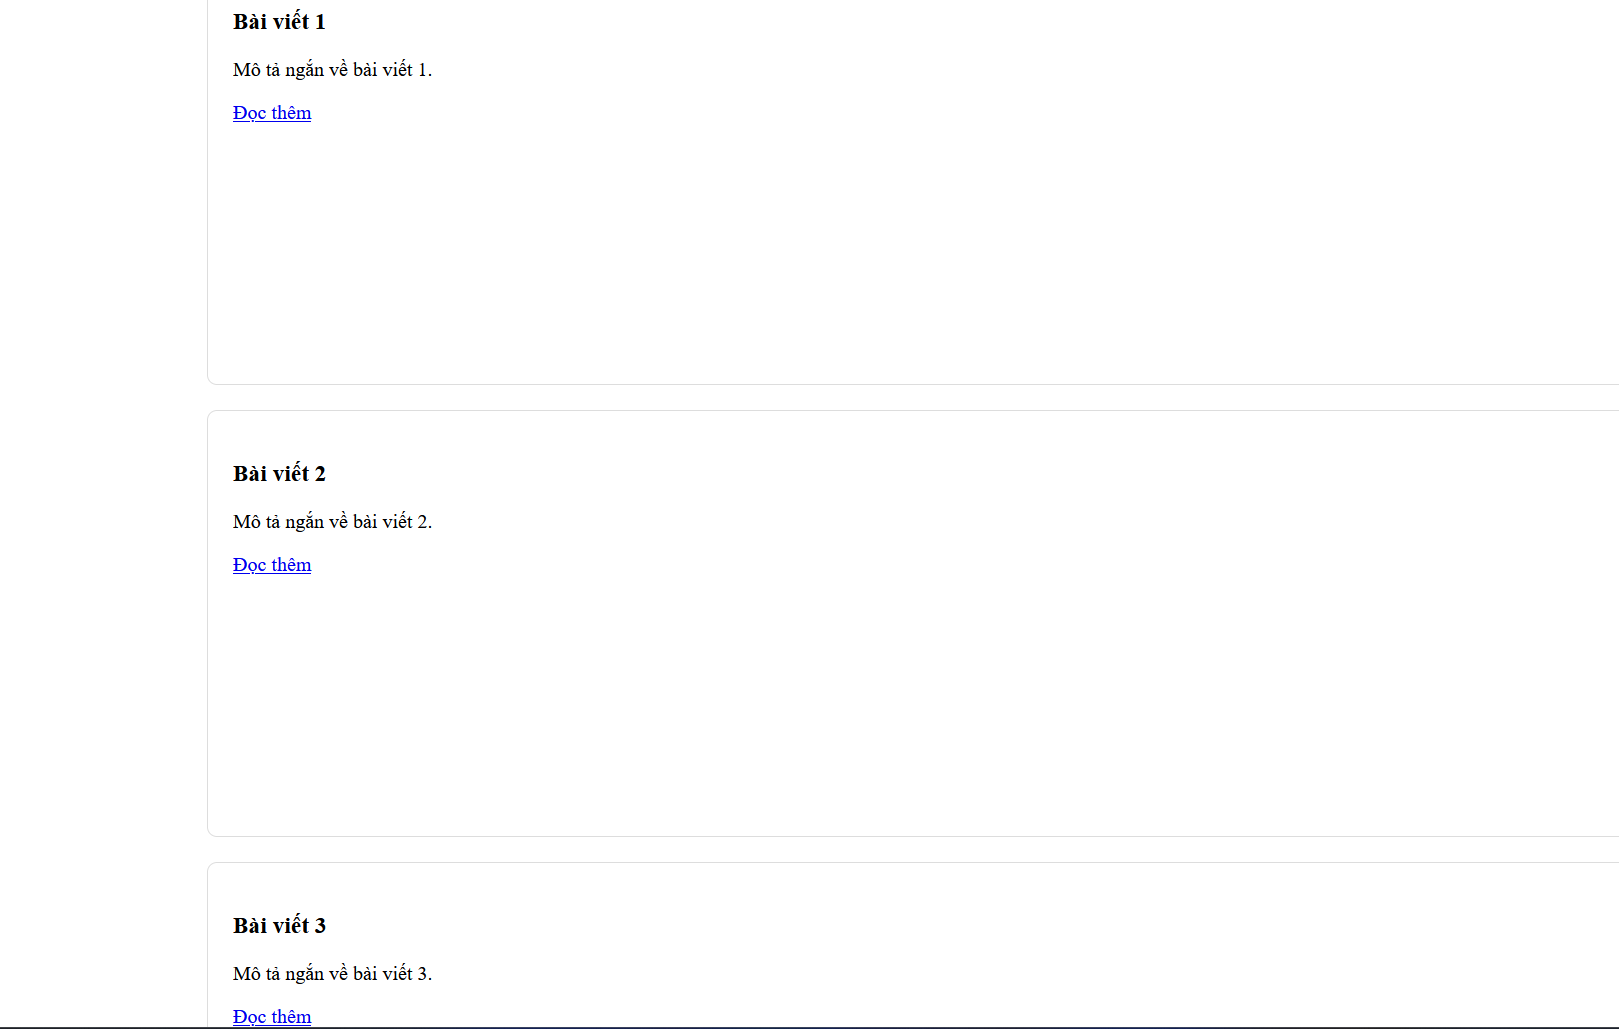 Bài viết 1
Mô tả ngắn về bài viết 1.
Đọc thêm
Bài viết 2
Mô tả ngắn về bài viết 2.
Đọc thêm
Bài viết 3
Mô tả ngắn về bài viết 3.
Đọc thêm